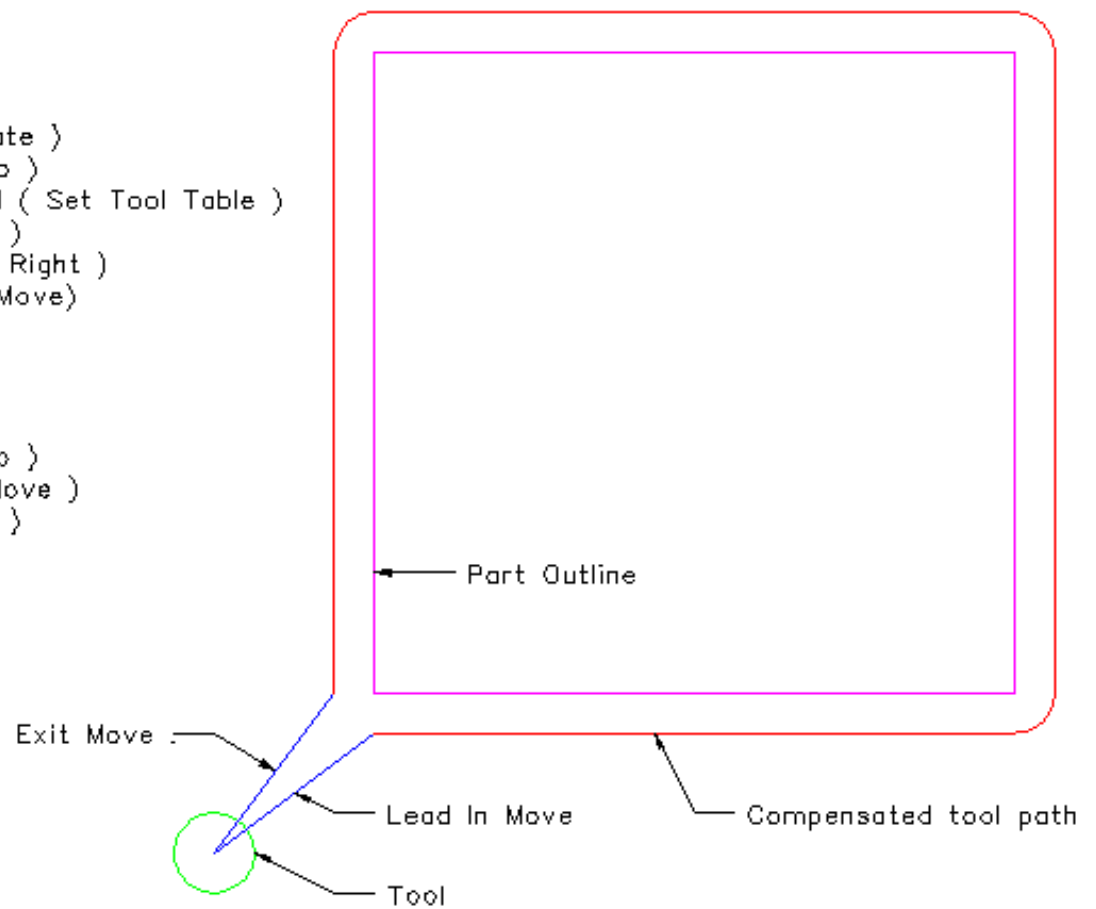 ate )
p )
( Set Tool Table )
)
Right )
Move)
p )
Move )
)
Part Outline
Exit Move
Lead In Move
Compensated tool path
Tool